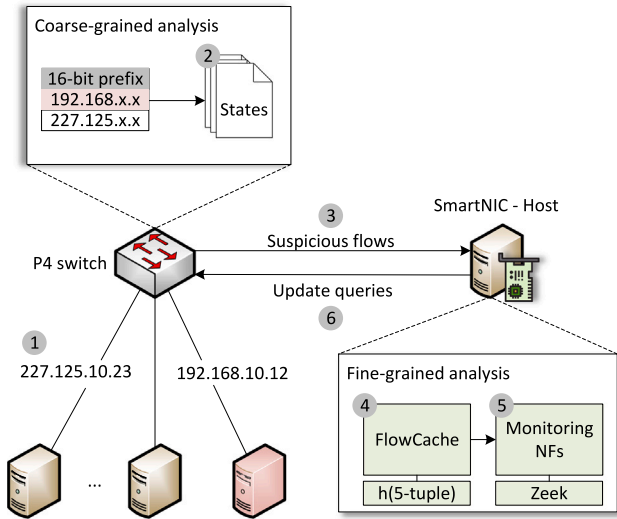 Coarse-grained analysis
2
16-bit prefix
192.168.x.x
227.125.x.x
States
3
SmartNIC - Host
Suspicious flows
P4 switch
Update queries
6
1
227.125.10.23
192.168.10.12
...
Fine-grained analysis
4
5
FlowCache
Monitoring
NFs
h(5-tuple)
Zeek